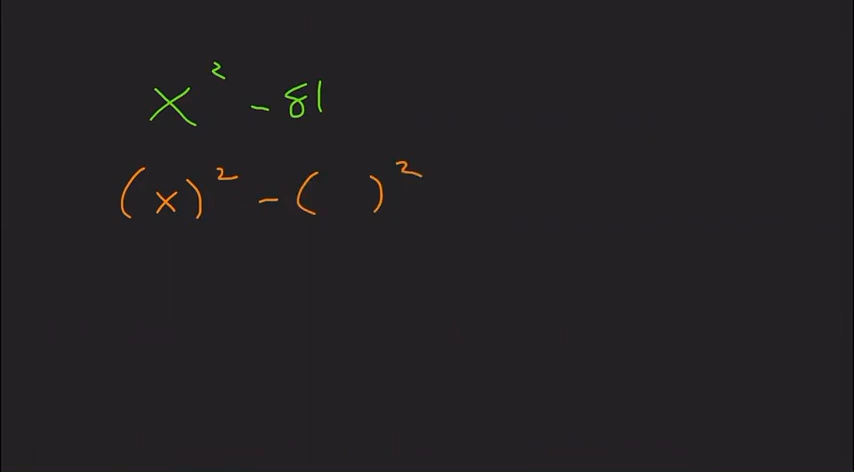 x² - 81
(x)² - ( )²